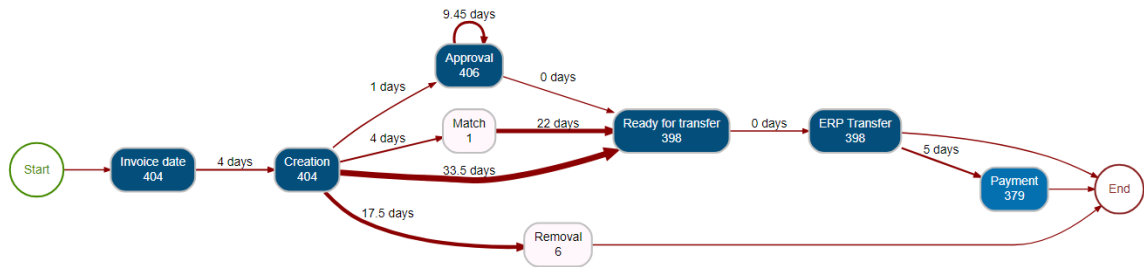 9.45 days
Approval
406
1 days
0 days
Match
1
4 days
22 days
Ready for transfer
398
0 days
ERP Transfer
398
Start
Invoice date
404
4 days
Creation
404
33.5 days
5 days
Payment
379
End
17.5 days
Removal
6